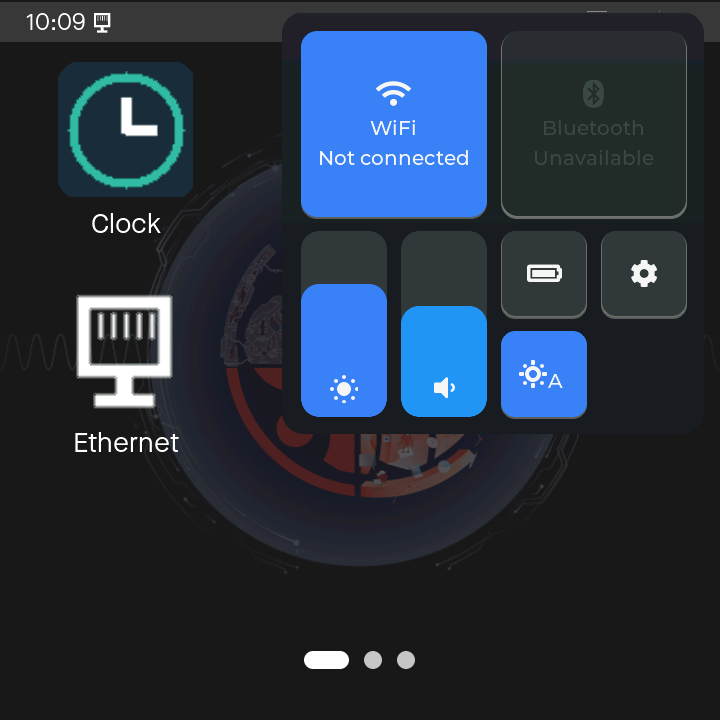 10:09
WiFi
Not connected
Bluetooth
Unavailable
Clock
A
Ethernet